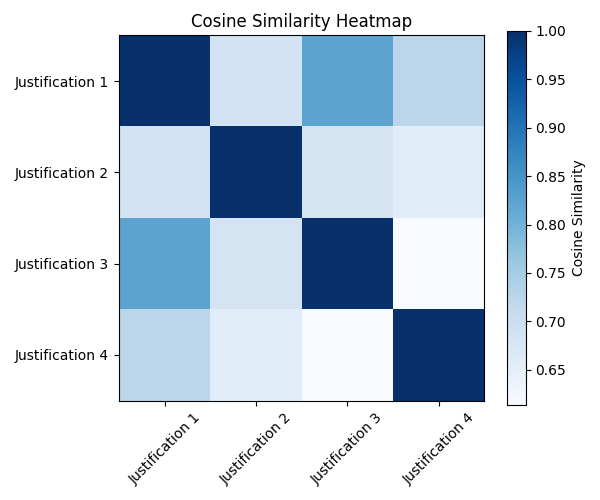 Cosine Similarity Heatmap
Justification 1
Justification 2
Justification 3
Justification 4
Justification 1
Justification 2
Justification 3
Justification 4
1.00
0.95
0.90
0.85
0.80
0.75
0.70
0.65
Cosine Similarity